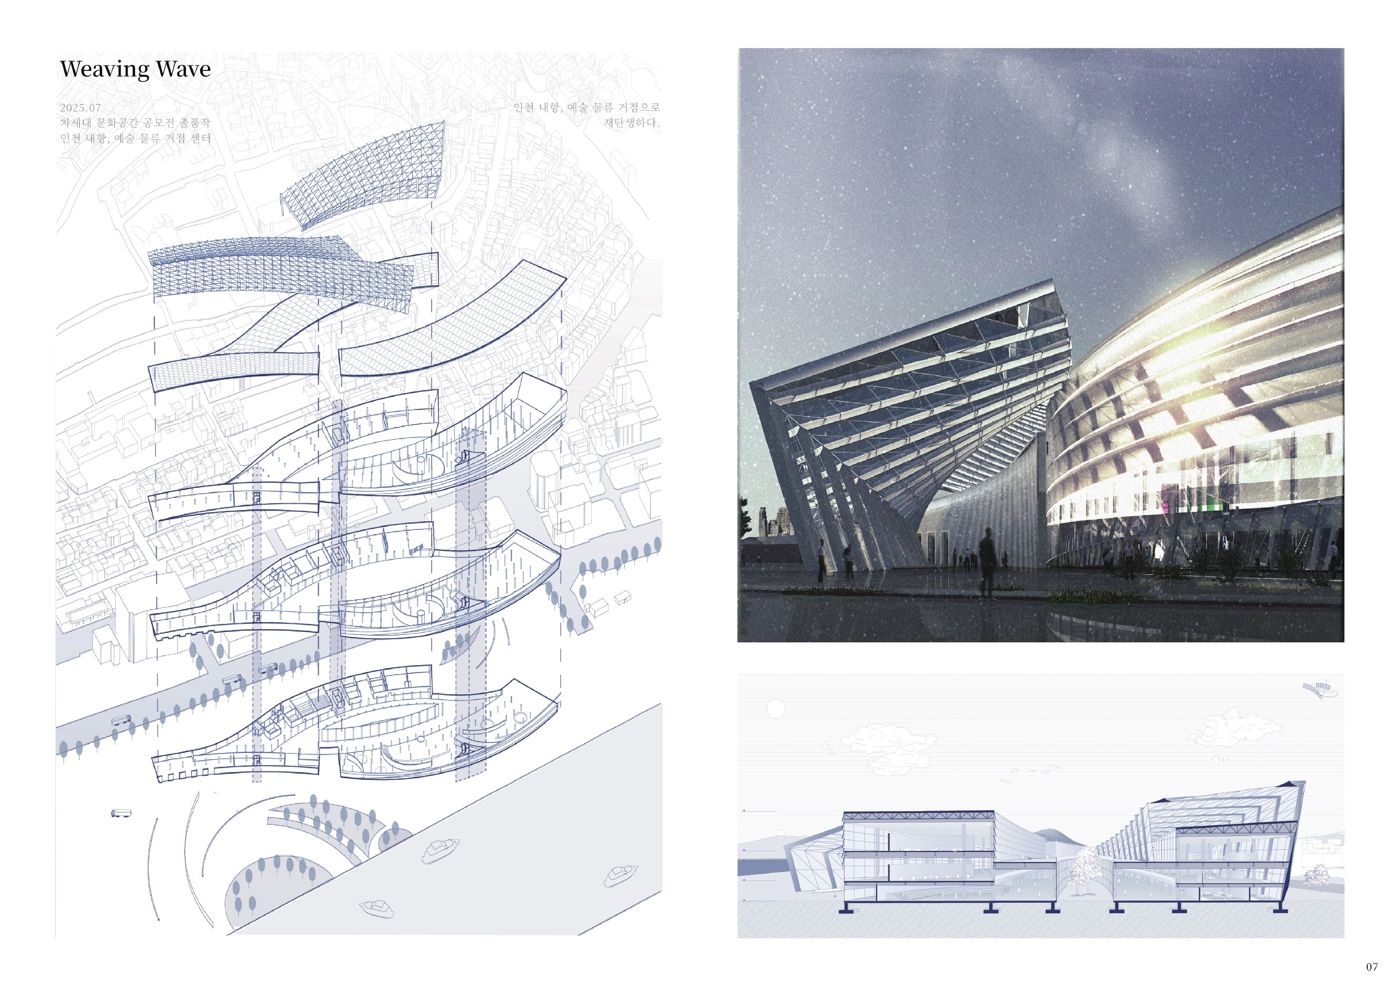 Weaving Wave
2025.07
차세대 문화공간 공모전 출품작
인천 내항, 예술 물류 거점 센터
인천 내항, 예술 물류 거점으로
재탄생하다.
07